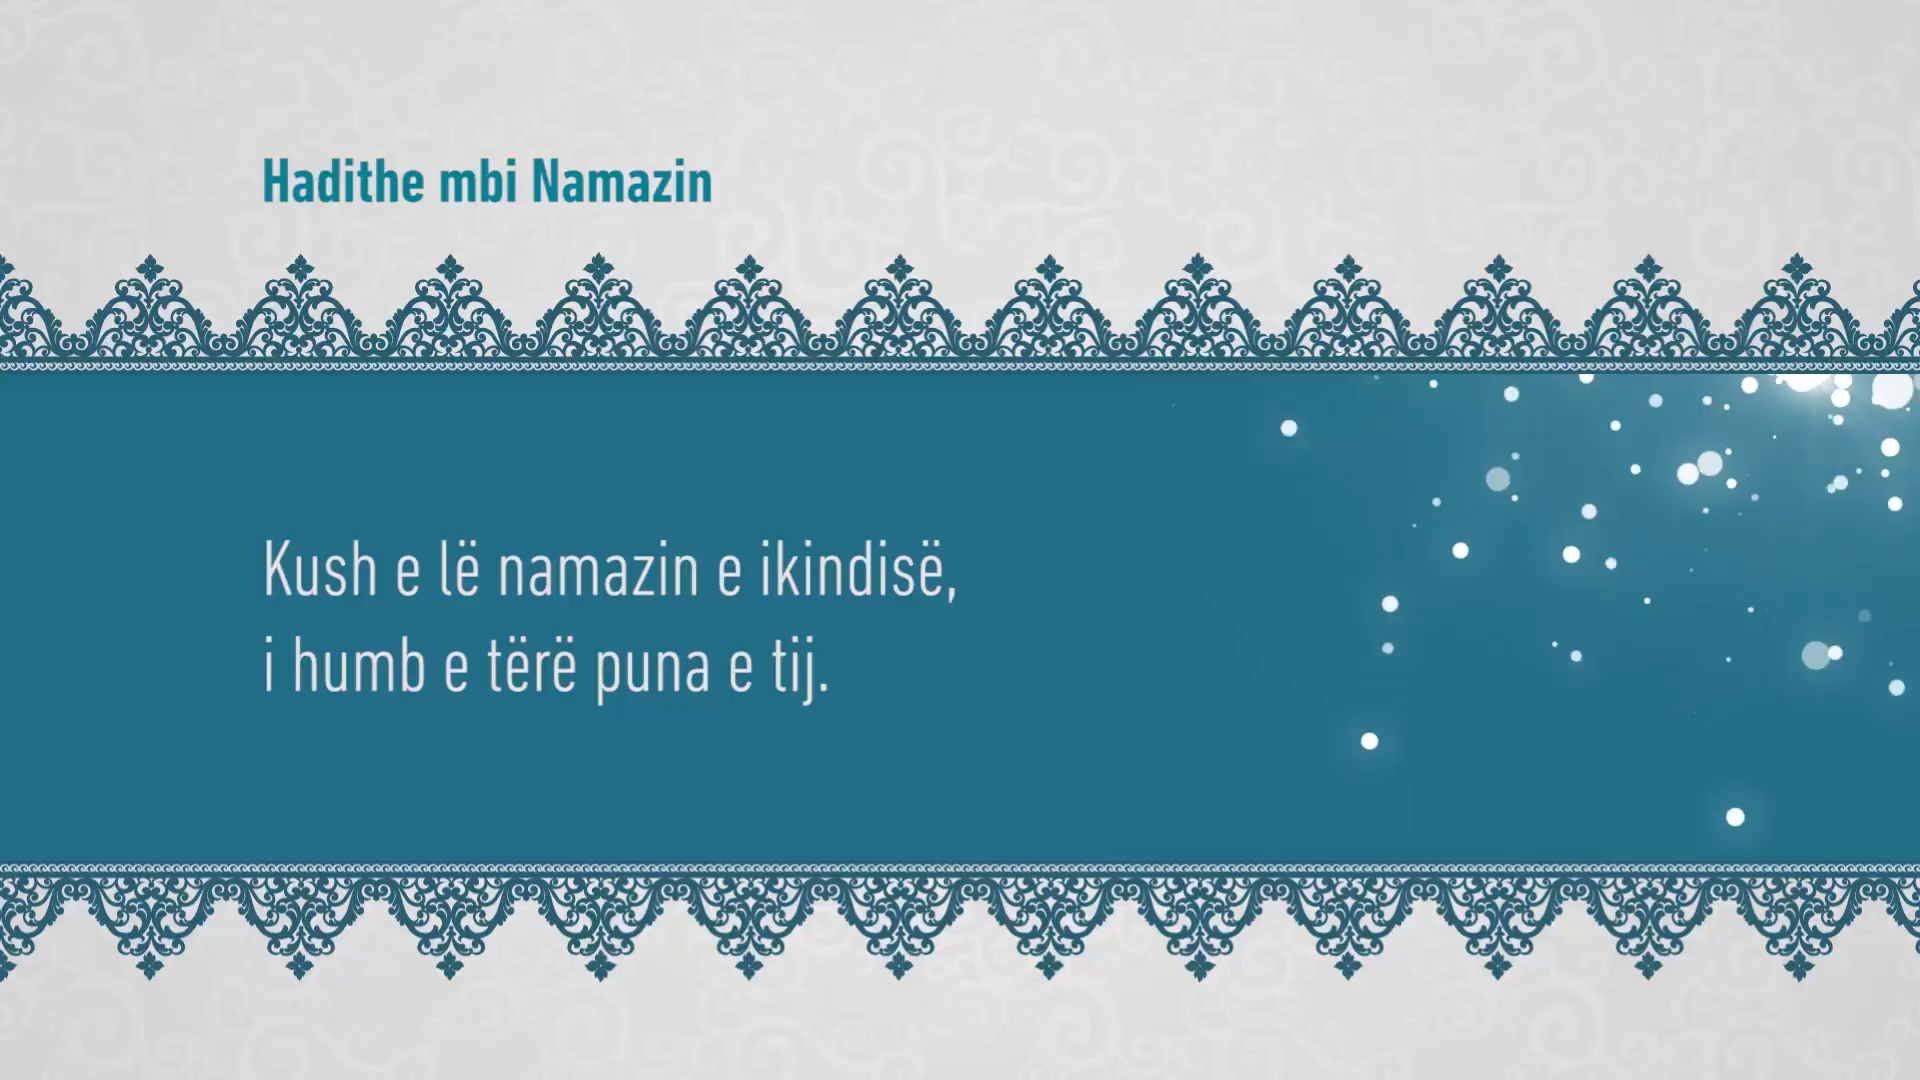 Hadithe mbi Namazin
Kush e lë namazin e ikindisë,
i humb e tërë puna e tij.